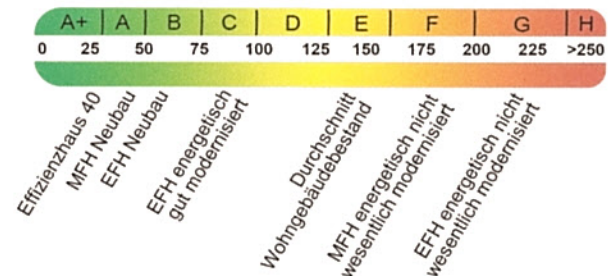 A+ A B C D E F G H
0 25 50 75 100 125 150 175 200 225 >250
Effizienzhaus 40
MFH Neubau
EFH Neubau
EFH energetisch
gut modernisiert
Durchschnitt
Wohngebäudebestand
MFH energetisch nicht
wesentlich modernisiert
EFH energetisch nicht
wesentlich modernisiert